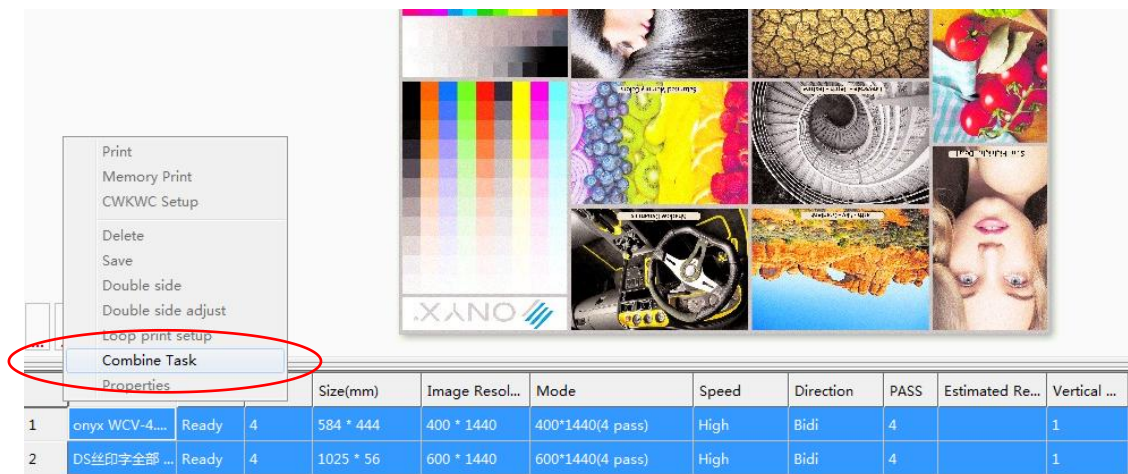 Print
Memory Print
CWKWC Setup
Delete
Save
Double side
Double side adjust
Loop print setup
Combine Task
Properties
ONYX
Size(mm) Image Resol... Mode Speed Direction PASS Estimated Re... Vertical ...
1 onyx WCV-4.... Ready 4 584 * 444 400 * 1440 400*1440(4 pass) High Bidi 4 1
2 DS丝印字全部 ... Ready 4 1025 * 56 600 * 1440 600*1440(4 pass) High Bidi 4 1